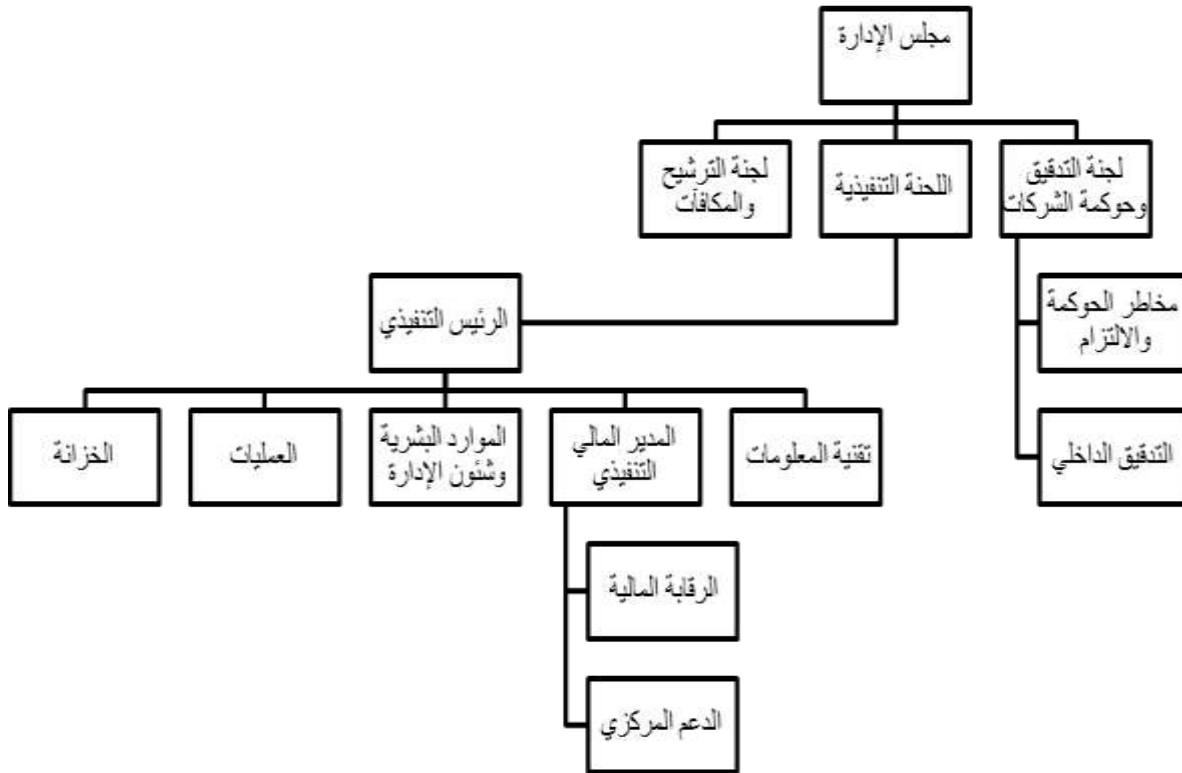 مجلس الإدارة
لجنة التدقيق
وحوكمة الشركات
اللحنة التنفيذية
لجنة الترشيح
والمكافآت
مخاطر الحوكمة
والالتزام
التدقيق الداخلي
الرئيس التنفيذي
تقنية المعلومات
المدير المالي
التنفيذي
الموارد البشرية
وشئون الإدارة
العمليات
الخزانة
الرقابة المالية
الدعم المركزي